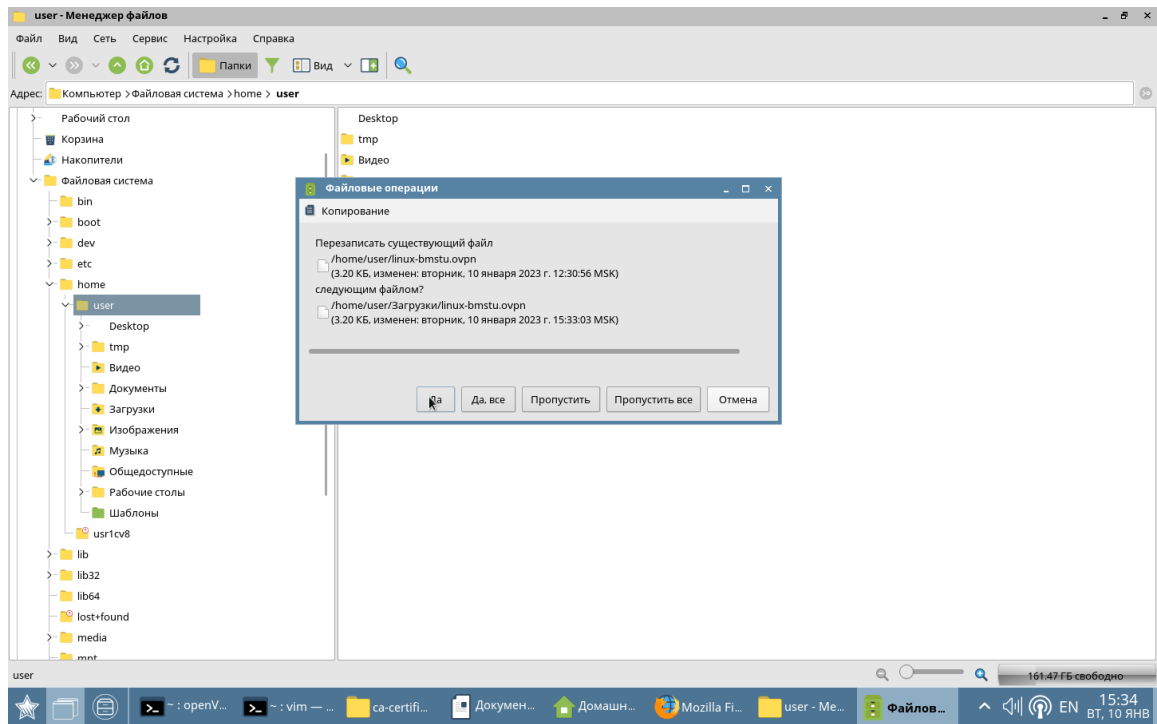 user - Менеджер файлов
Файл Вид Сеть Сервис Настройка Справка
Папки Вид
Адрес: Компьютер > Файловая система > home > user
Рабочий стол
Корзина
Накопители
Файловая система
bin
boot
dev
etc
home
user
Desktop
tmp
Видео
Документы
Загрузки
Изображения
Музыка
Общедоступные
Рабочие столы
Шаблоны
usr1cv8
lib
lib32
lib64
lost+found
media
mnt
Desktop
tmp
Видео
Файловые операции
Копирование
Перезаписать существующий файл
/home/user/linux-bmstu.ovpn
(3.20 КБ, изменен: вторник, 10 января 2023 г. 12:30:56 MSK)
следующим файлом?
/home/user/Загрузки/linux-bmstu.ovpn
(3.20 КБ, изменен: вторник, 10 января 2023 г. 15:33:03 MSK)
Да Да, все Пропустить Пропустить все Отмена
user
161.47 ГБ свободно
~ : openV... ~ : vim — ... ca-certifi... Докумен... Домашн... Mozilla Fi... user - Ме... Файлов... EN 15:34
ВТ, 10 ЯНВ